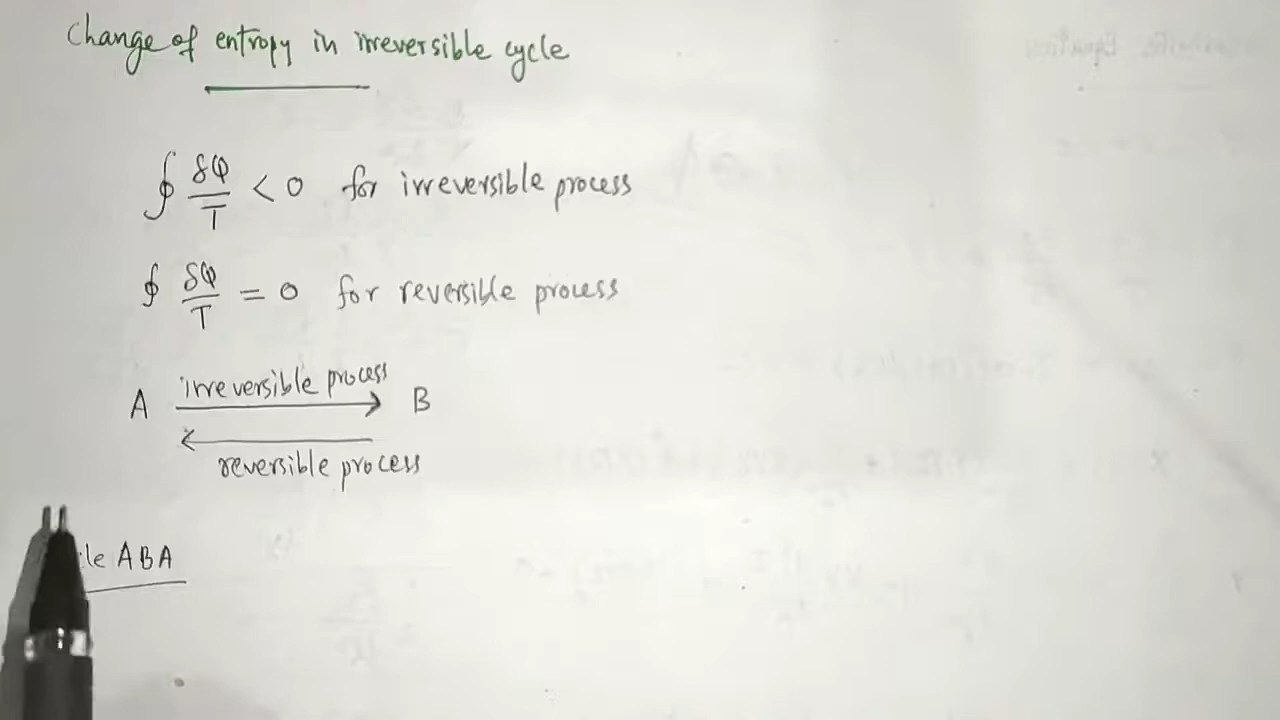 Change of entropy in irreversible cycle
∮ δQ/T < 0 for irreversible process
∮ δQ/T = 0 for reversible process
A irreversible process B
reversible process
ABA